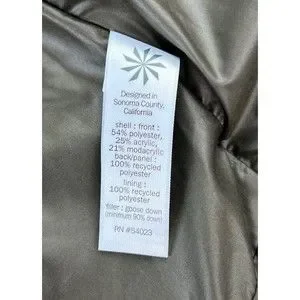 Designed in
Sonoma County,
California
shell : front :
54% polyester,
25% acrylic,
21% modacrylic
back/panel :
100% recycled
polyester
lining :
100% recycled
polyester
filler : goose down
(minimum 90% down)
RN #54023